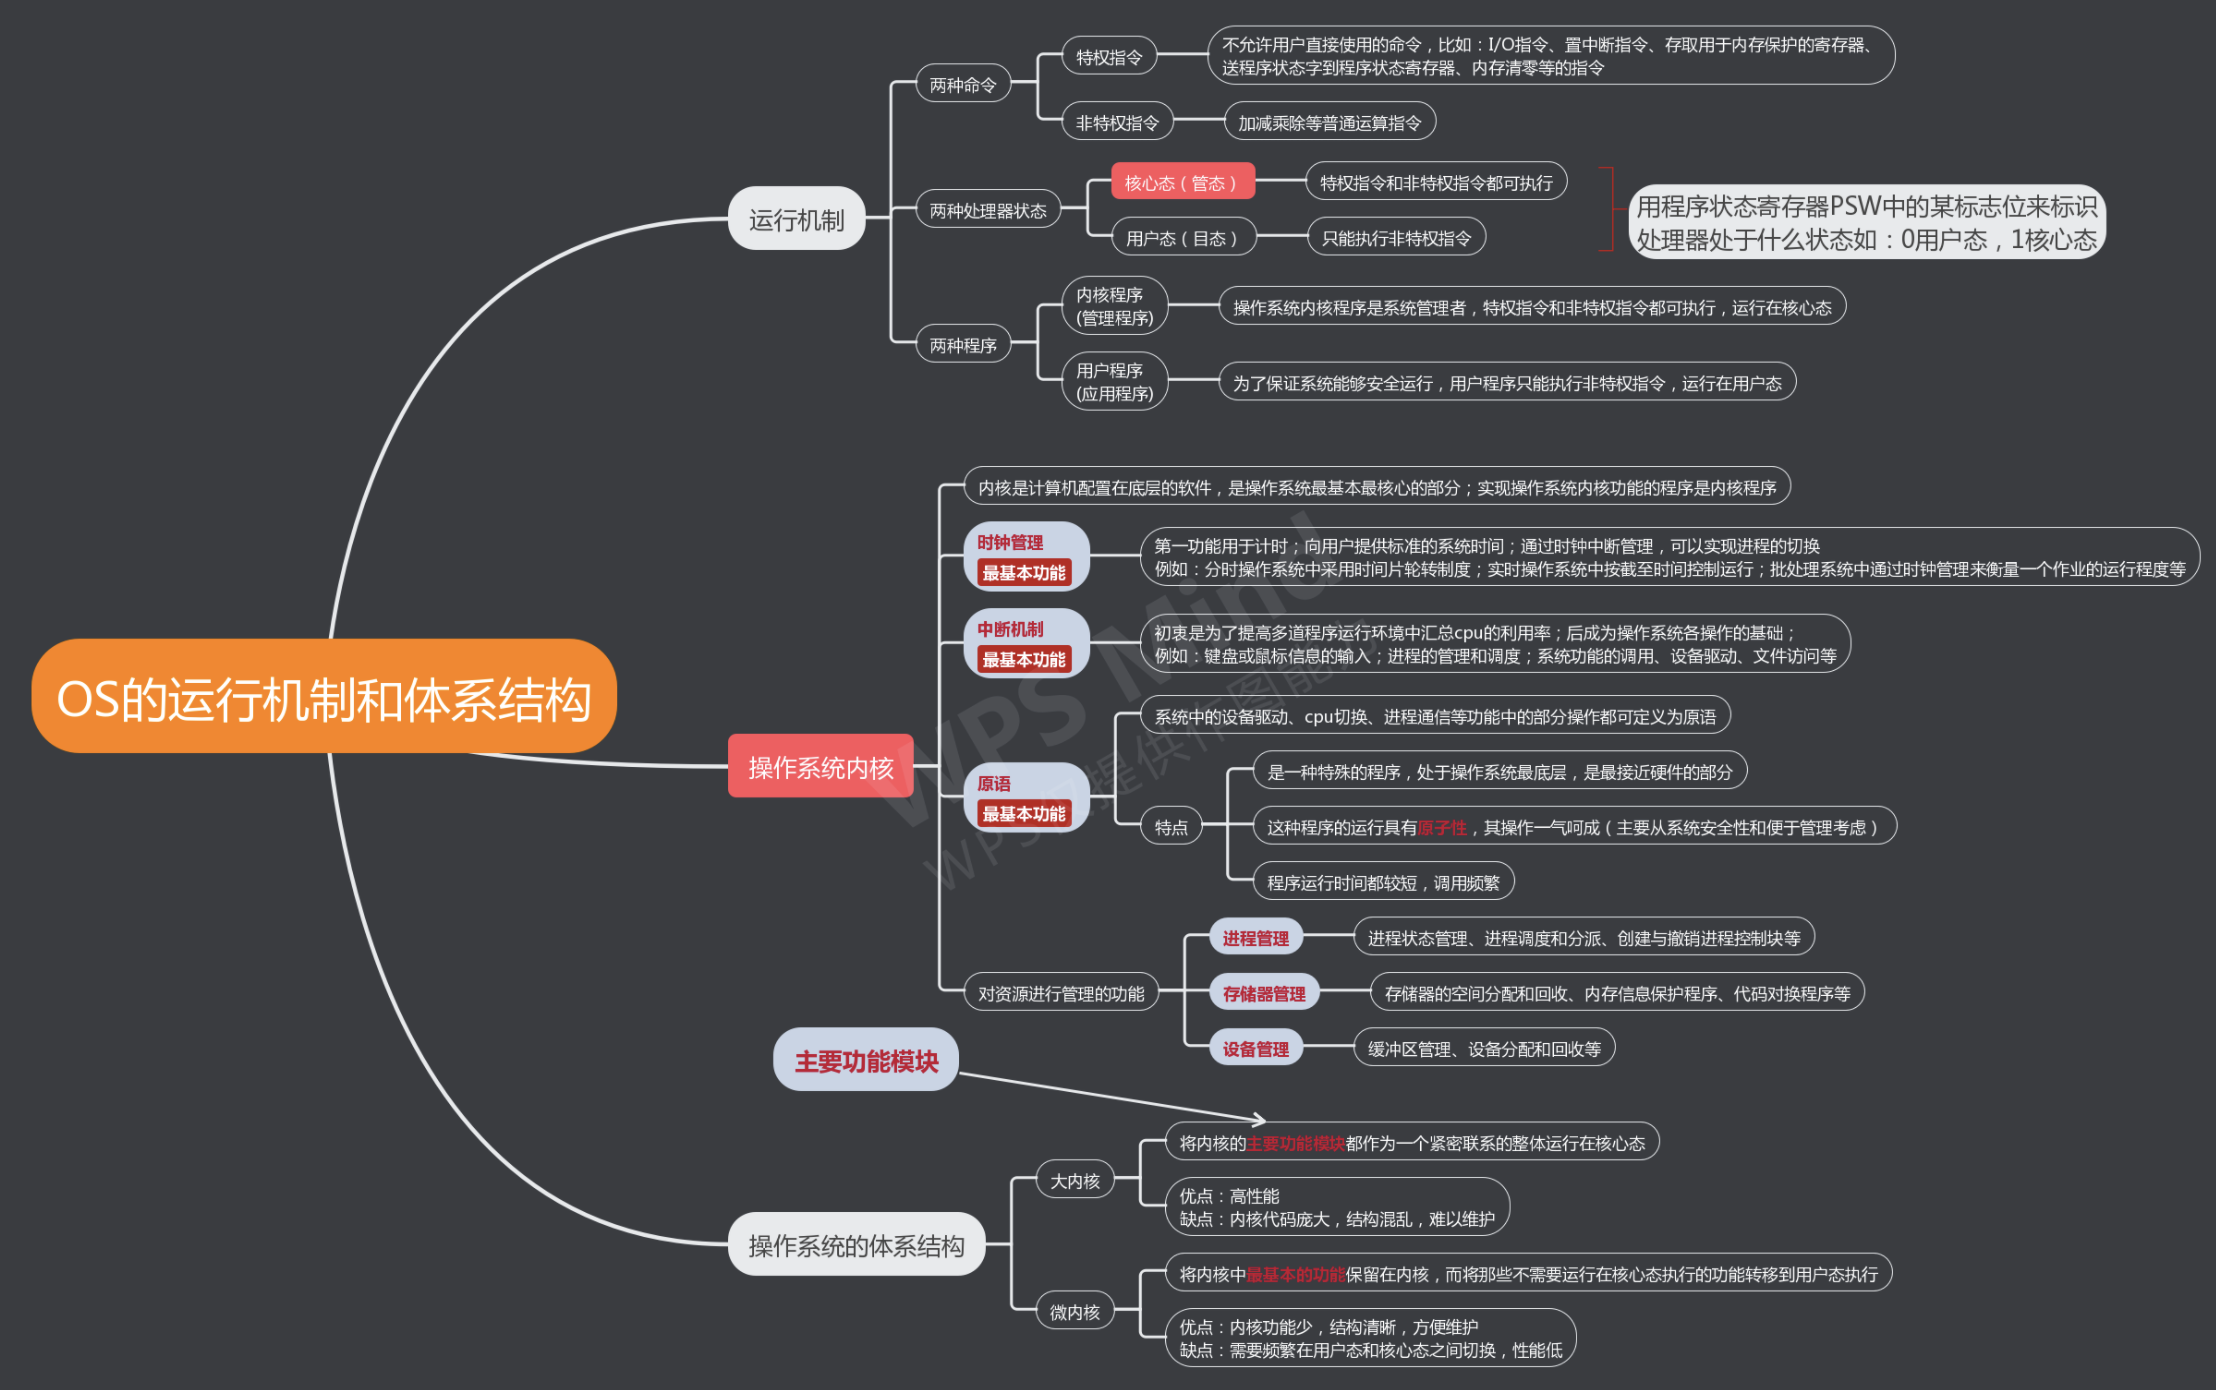 OS的运行机制和体系结构
运行机制
两种命令
特权指令
不允许用户直接使用的命令，比如：I/O指令、置中断指令、存取用于内存保护的寄存器、
送程序状态字到程序状态寄存器、内存清零等的指令
非特权指令
加减乘除等普通运算指令
两种处理器状态
核心态（管态）
特权指令和非特权指令都可执行
用户态（目态）
只能执行非特权指令
用程序状态寄存器PSW中的某标志位来标识
处理器处于什么状态如：0用户态，1核心态
两种程序
内核程序
(管理程序)
操作系统内核程序是系统管理者，特权指令和非特权指令都可执行，运行在核心态
用户程序
(应用程序)
为了保证系统能够安全运行，用户程序只能执行非特权指令，运行在用户态
操作系统内核
内核是计算机配置在底层的软件，是操作系统最基本最核心的部分；实现操作系统内核功能的程序是内核程序
时钟管理
最基本功能
第一功能用于计时；向用户提供标准的系统时间；通过时钟中断管理，可以实现进程的切换
例如：分时操作系统中采用时间片轮转制度；实时操作系统中按截至时间控制运行；批处理系统中通过时钟管理来衡量一个作业的运行程度等
中断机制
最基本功能
初衷是为了提高多道程序运行环境中汇总cpu的利用率；后成为操作系统各操作的基础；
例如：键盘或鼠标信息的输入；进程的管理和调度；系统功能的调用、设备驱动、文件访问等
原语
最基本功能
系统中的设备驱动、cpu切换、进程通信等功能中的部分操作都可定义为原语
特点
是一种特殊的程序，处于操作系统最底层，是最接近硬件的部分
这种程序的运行具有原子性，其操作一气呵成（主要从系统安全性和便于管理考虑）
程序运行时间都较短，调用频繁
对资源进行管理的功能
进程管理
进程状态管理、进程调度和分派、创建与撤销进程控制块等
存储器管理
存储器的空间分配和回收、内存信息保护程序、代码对换程序等
设备管理
缓冲区管理、设备分配和回收等
主要功能模块
操作系统的体系结构
大内核
将内核的主要功能模块都作为一个紧密联系的整体运行在核心态
优点：高性能
缺点：内核代码庞大，结构混乱，难以维护
微内核
将内核中最基本的功能保留在内核，而将那些不需要运行在核心态执行的功能转移到用户态执行
优点：内核功能少，结构清晰，方便维护
缺点：需要频繁在用户态和核心态之间切换，性能低
WPS Mind
WPS仅提供作图能力